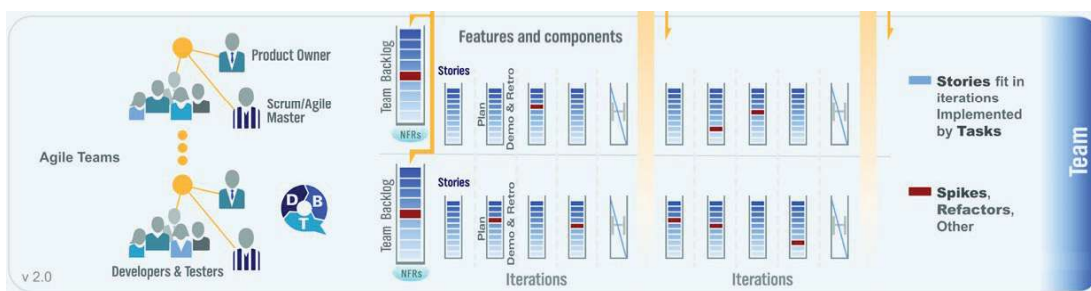 Product Owner
Scrum/Agile
Master
Agile Teams
D B
T
Developers & Testers
v 2.0
Features and components
Team Backlog
NFRs
Stories
Plan
Demo & Retro
H
H
Team Backlog
NFRs
Stories
Plan
Demo & Retro
H
H
Iterations
Iterations
Stories fit in
iterations
Implemented
by Tasks
Spikes,
Refactors,
Other
Team